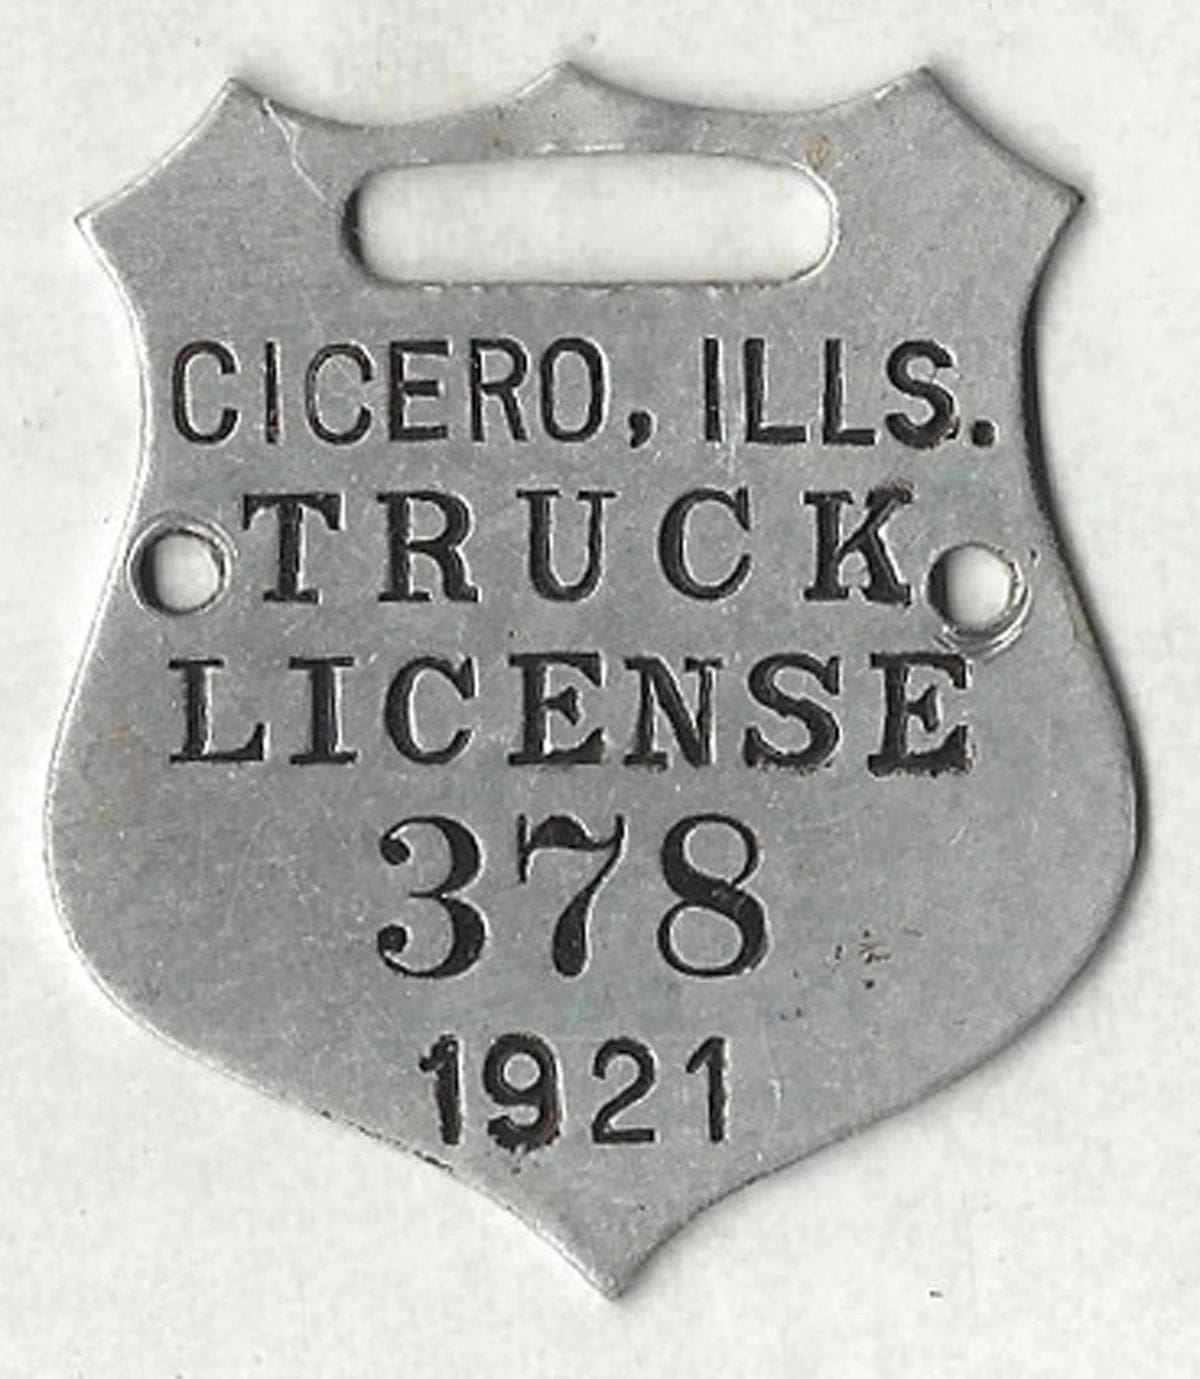 CICERO, ILLS.
TRUCK
LICENSE
378
1921